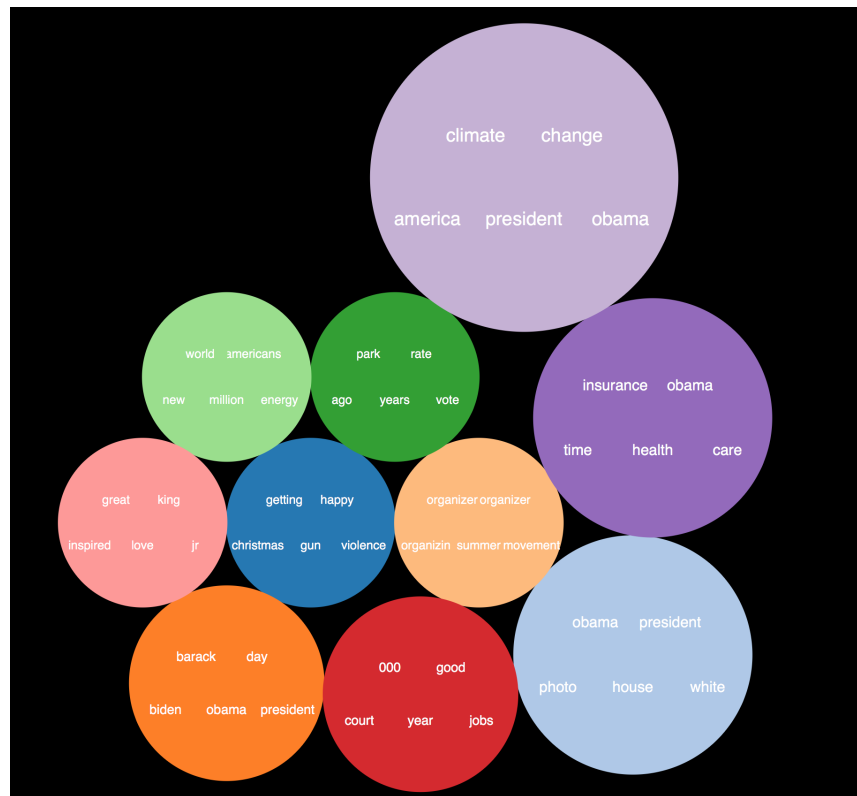 climate change
america president obama
world americans
new million energy
park rate
ago years vote
insurance obama
time health care
great king
inspired love jr
getting happy
christmas gun violence
organizer organizer
organizin summer movement
barack day
biden obama president
000 good
court year jobs
obama president
photo house white